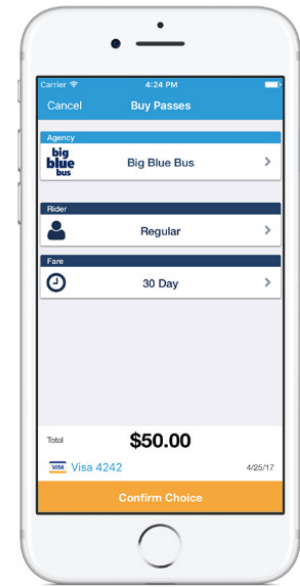 Carrier 4:24 PM
Cancel Buy Passes
Agency
big
blue
bus
Big Blue Bus
Rider
Regular
Fare
30 Day
Total $50.00
VISA Visa 4242 4/25/17
Confirm Choice